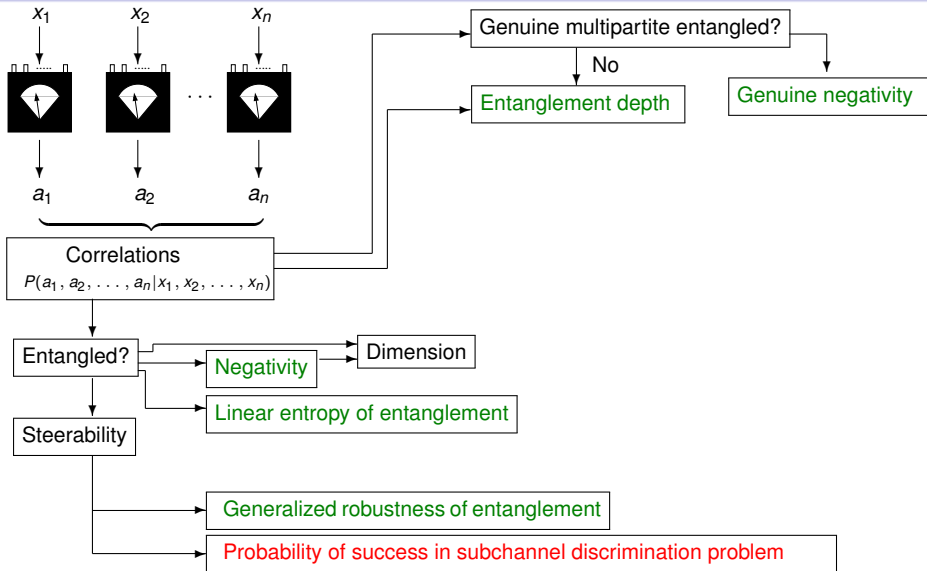 x1 x2 xn
Genuine multipartite entangled?
..... ..... .....
No
. . .
Entanglement depth
Genuine negativity
a1 a2 an
Correlations
P(a1, a2, . . . , an|x1, x2, . . . , xn)
Entangled?
Dimension
Negativity
Linear entropy of entanglement
Steerability
Generalized robustness of entanglement
Probability of success in subchannel discrimination problem